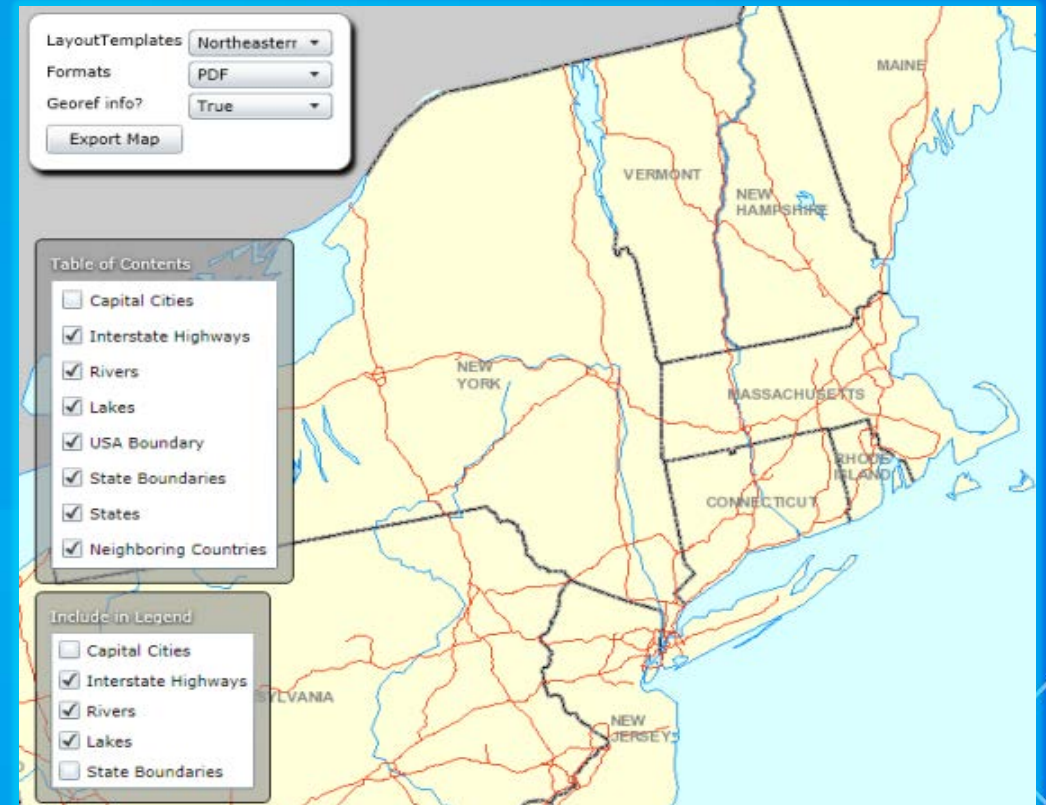 LayoutTemplates Northeasterr
Formats PDF
Georef info? True
Export Map
Table of Contents
Capital Cities
Interstate Highways
Rivers
Lakes
USA Boundary
State Boundaries
States
Neighboring Countries
Include in Legend
Capital Cities
Interstate Highways
Rivers
Lakes
State Boundaries
MAINE
VERMONT
NEW
HAMPSHIRE
NEW
YORK
MASSACHUSETTS
RHODE
ISLAND
CONNECTICUT
SYLVANIA
NEW
JERSEY